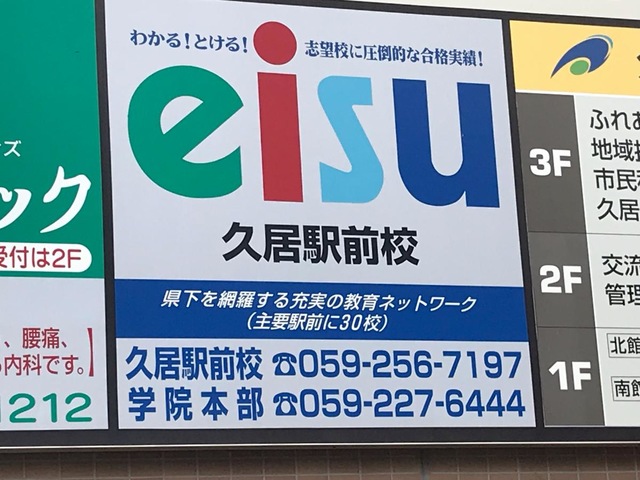 わかる！とける！
志望校に圧倒的な合格実績！
eisu
久居駅前校
県下を網羅する充実の教育ネットワーク
（主要駅前に30校）
久居駅前校 ☎059-256-7197
学院本部 ☎059-227-6444
ズ
ック
受付は2F
、腰痛、
内科です。】
1212
3F
ふれあ
地域
市民
久居
2F
交流
管理
1F
北館
南館